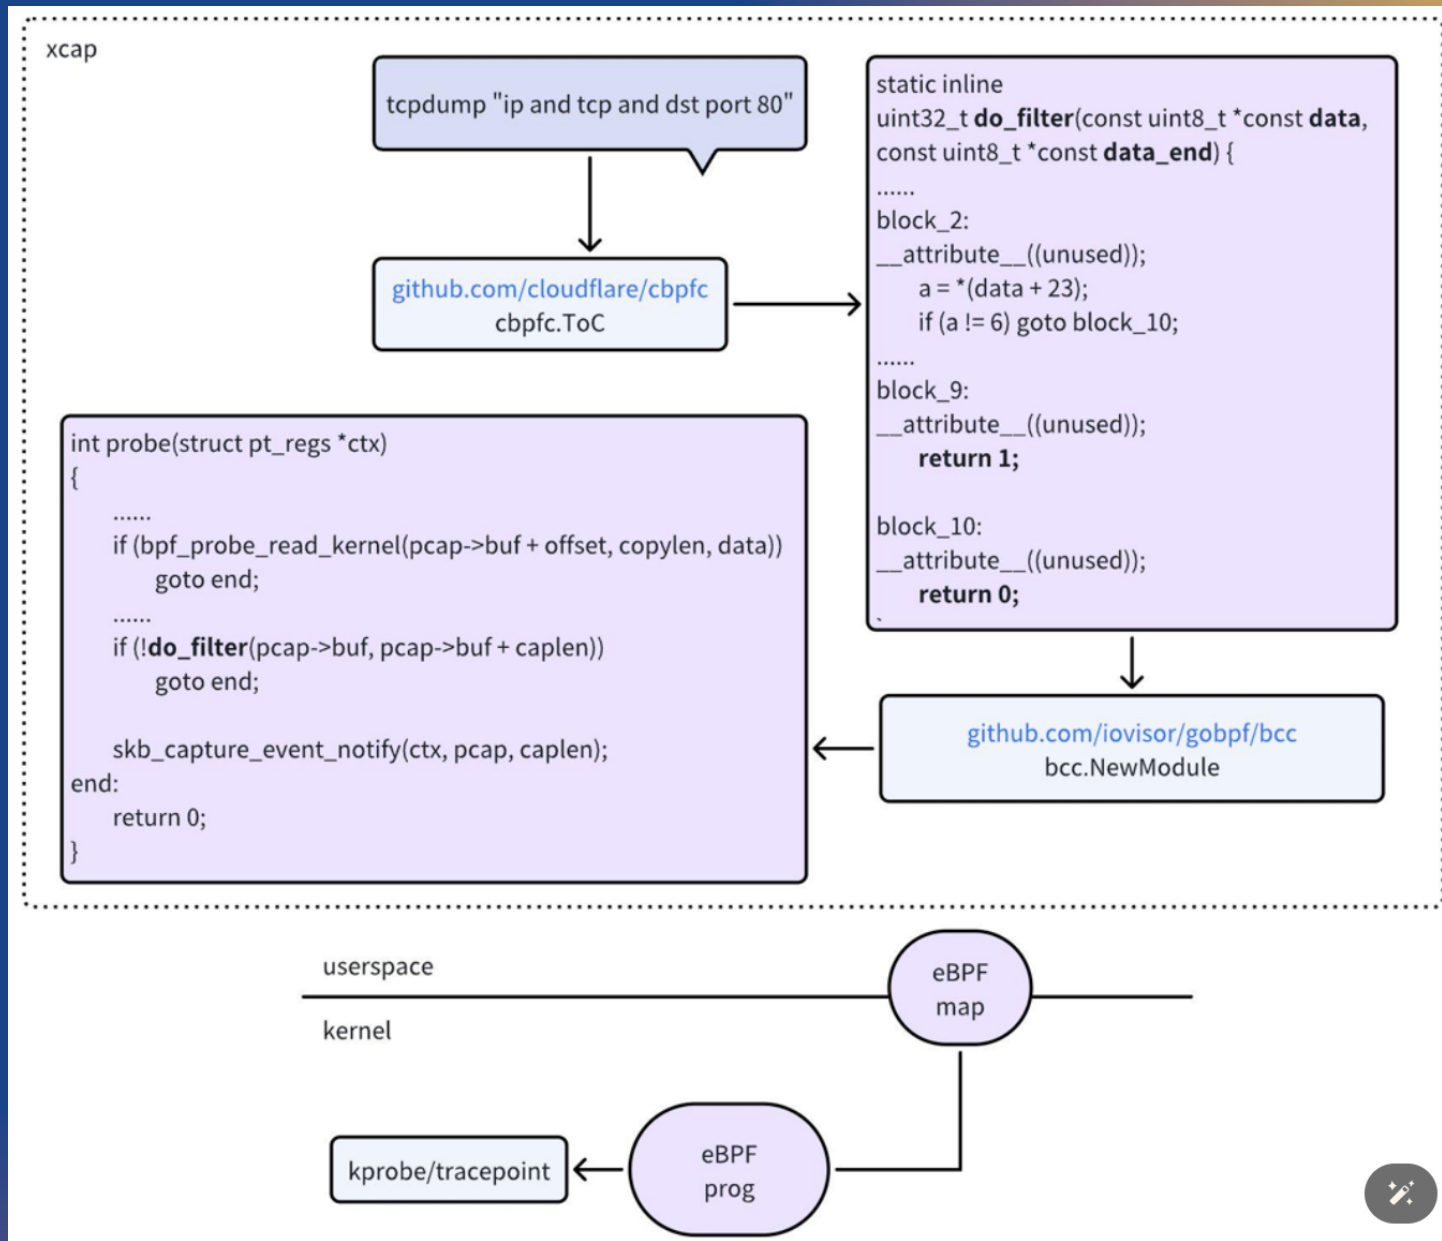 xcap
tcpdump "ip and tcp and dst port 80"
github.com/cloudflare/cbpfc
cbpfc.ToC
static inline
uint32_t do_filter(const uint8_t *const data,
const uint8_t *const data_end) {
......
block_2:
__attribute__((unused));
a = *(data + 23);
if (a != 6) goto block_10;
......
block_9:
__attribute__((unused));
return 1;
block_10:
__attribute__((unused));
return 0;
github.com/iovisor/gobpf/bcc
bcc.NewModule
int probe(struct pt_regs *ctx)
{
......
if (bpf_probe_read_kernel(pcap->buf + offset, copylen, data))
goto end;
......
if (!do_filter(pcap->buf, pcap->buf + caplen))
goto end;
skb_capture_event_notify(ctx, pcap, caplen);
end:
return 0;
}
userspace
kernel
eBPF
map
eBPF
prog
kprobe/tracepoint